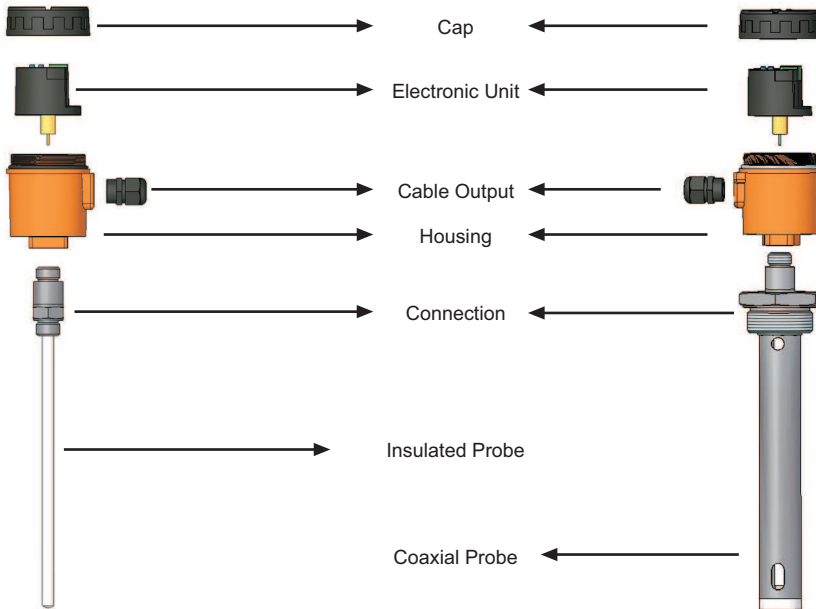 Cap
Electronic Unit
Cable Output
Housing
Connection
Insulated Probe
Coaxial Probe